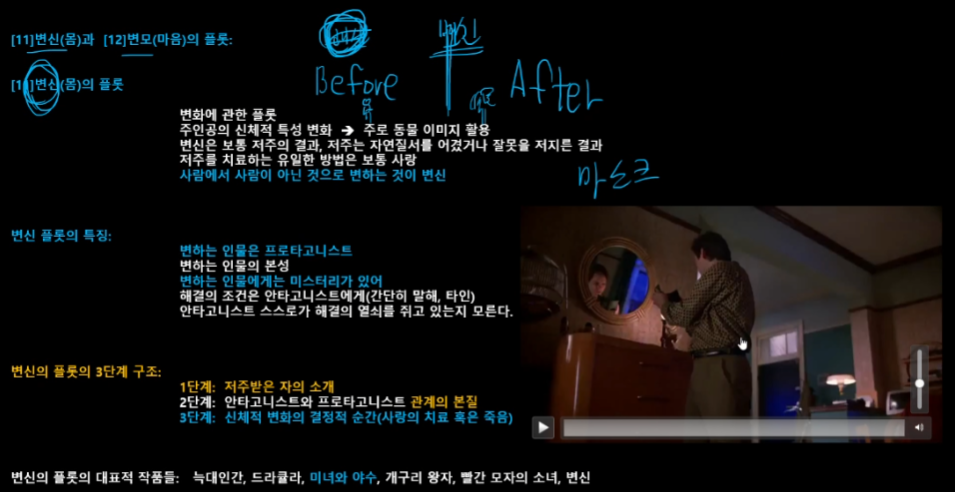 [11]변신(몸)과 [12]변모(마음)의 플롯:
변신
Before
After
[11]변신(몸)의 플롯
변화에 관한 플롯
주인공의 신체적 특성 변화 ➔ 주로 동물 이미지 활용
변신은 보통 저주의 결과, 저주는 자연질서를 어겼거나 잘못을 저지른 결과
저주를 치료하는 유일한 방법은 보통 사랑
사람에서 사람이 아닌 것으로 변하는 것이 변신
마스크
변신 플롯의 특징:
변하는 인물은 프로타고니스트
변하는 인물의 본성
변하는 인물에게는 미스터리가 있어
해결의 조건은 안타고니스트에게(간단히 말해, 타인)
안타고니스트 스스로가 해결의 열쇠를 쥐고 있는지 모른다.
변신의 플롯의 3단계 구조:
1단계: 저주받은 자의 소개
2단계: 안타고니스트와 프로타고니스트 관계의 본질
3단계: 신체적 변화의 결정적 순간(사랑의 치료 혹은 죽음)
변신의 플롯의 대표적 작품들: 늑대인간, 드라큘라, 미녀와 야수, 개구리 왕자, 빨간 모자의 소녀, 변신